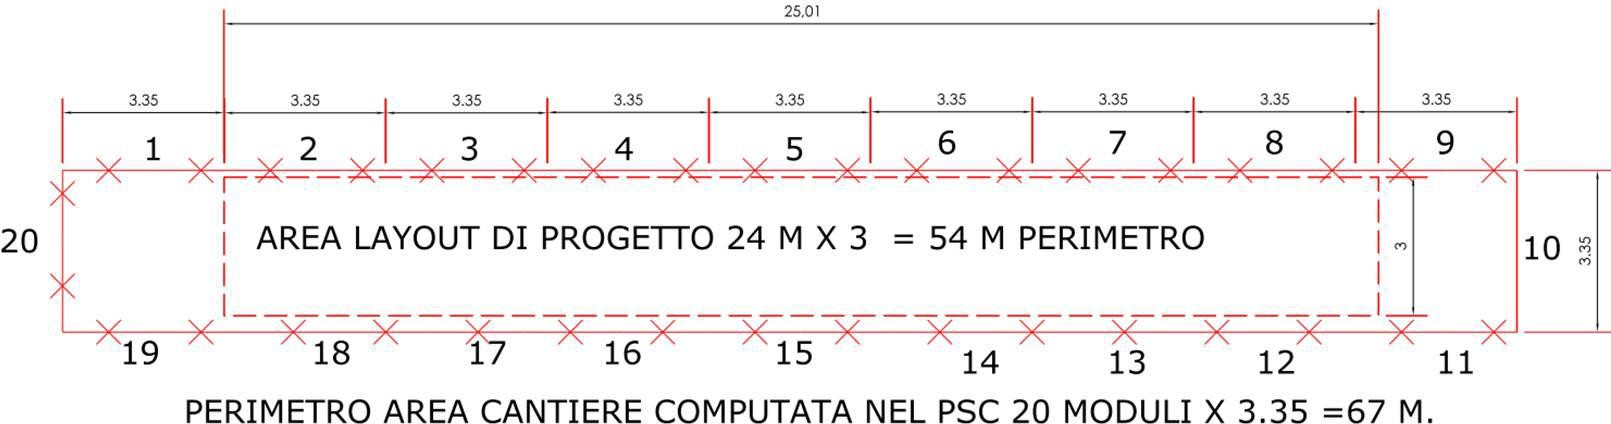 25,01
3.35 3.35 3.35 3.35 3.35 3.35 3.35 3.35 3.35
1 2 3 4 5 6 7 8 9
20 AREA LAYOUT DI PROGETTO 24 M X 3 = 54 M PERIMETRO 3 10 3.35
19 18 17 16 15 14 13 12 11
PERIMETRO AREA CANTIERE COMPUTATA NEL PSC 20 MODULI X 3.35 =67 M.